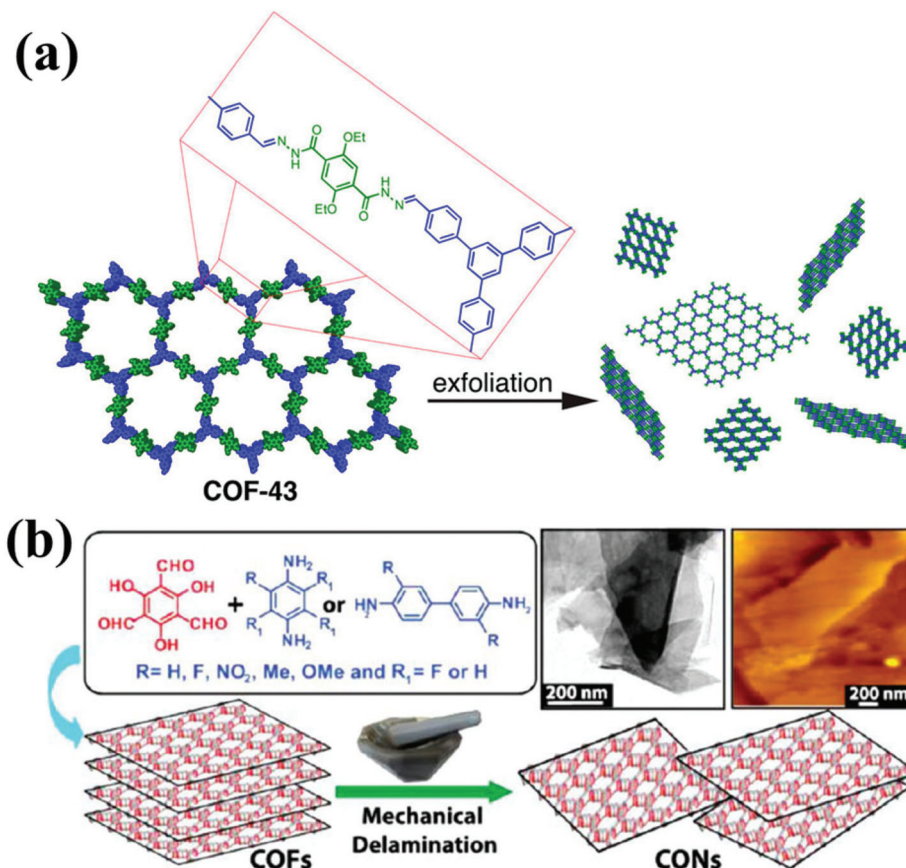 (a)
OEt
O
N
N
H
H
N
N
O
EtO
exfoliation
COF-43
(b)
CHO
HO
OH
OHC
CHO
OH
+
NH₂
R
R₁
R₁
R
NH₂
or
R
NH₂
NH₂
R
R= H, F, NO₂, Me, OMe and R₁= F or H
200 nm
200 nm
Mechanical
Delamination
COFs
CONs